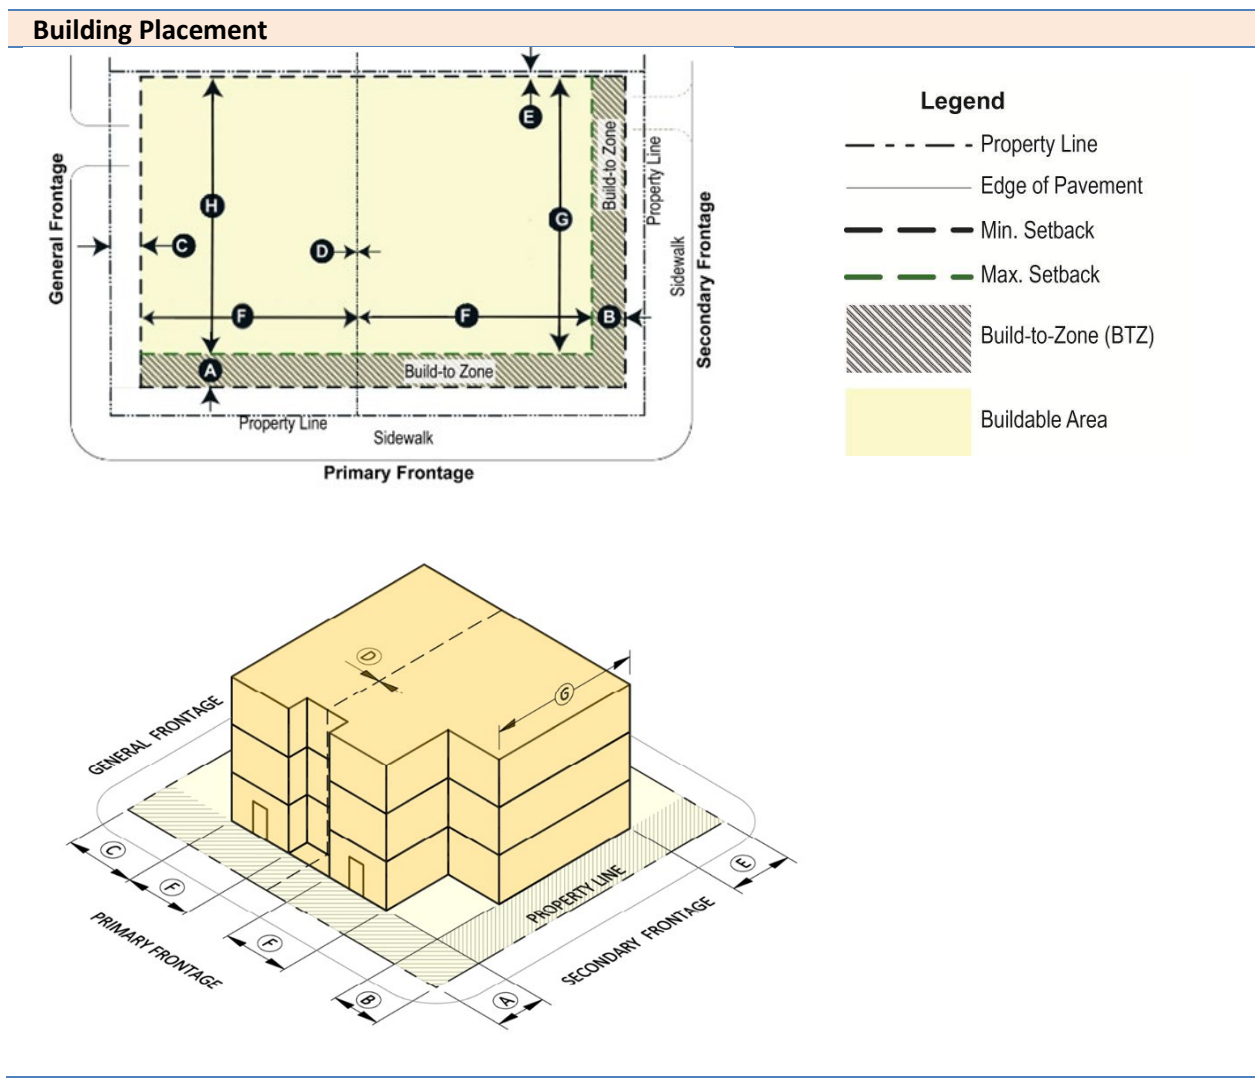 Building Placement
E
Build-to Zone
Property Line
Legend
Property Line
Edge of Pavement
Min. Setback
Max. Setback
Build-to-Zone (BTZ)
Buildable Area
General Frontage
H
G
C
D
Sidewalk
Secondary Frontage
F
F
B
A
Build-to Zone
Property Line
Sidewalk
Primary Frontage
D
G
GENERAL FRONTAGE
C
F
E
PROPERTY LINE
PRIMARY FRONTAGE
F
SECONDARY FRONTAGE
B
A